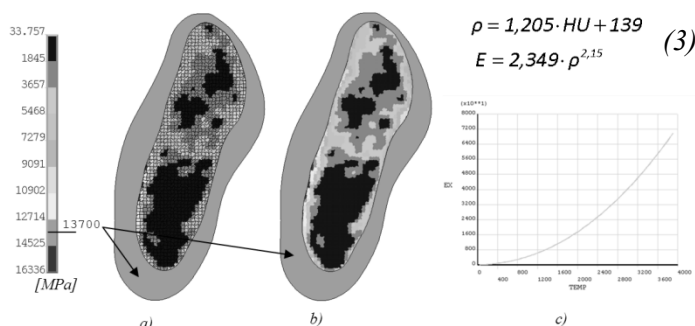 33.757
1845
3657
5468
7279
9091
10902
12714
13700
14525
16336
[MPa]
a)
b)
ρ = 1,205·HU + 139
E = 2,349·ρ^2,15
(3)
(x10**1)
8000
7200
6400
5600
4800
4000
3200
2400
1600
800
0
EX
0 800 1600 2400 3200 4000
400 1200 2000 2800 3600
TEMP
c)